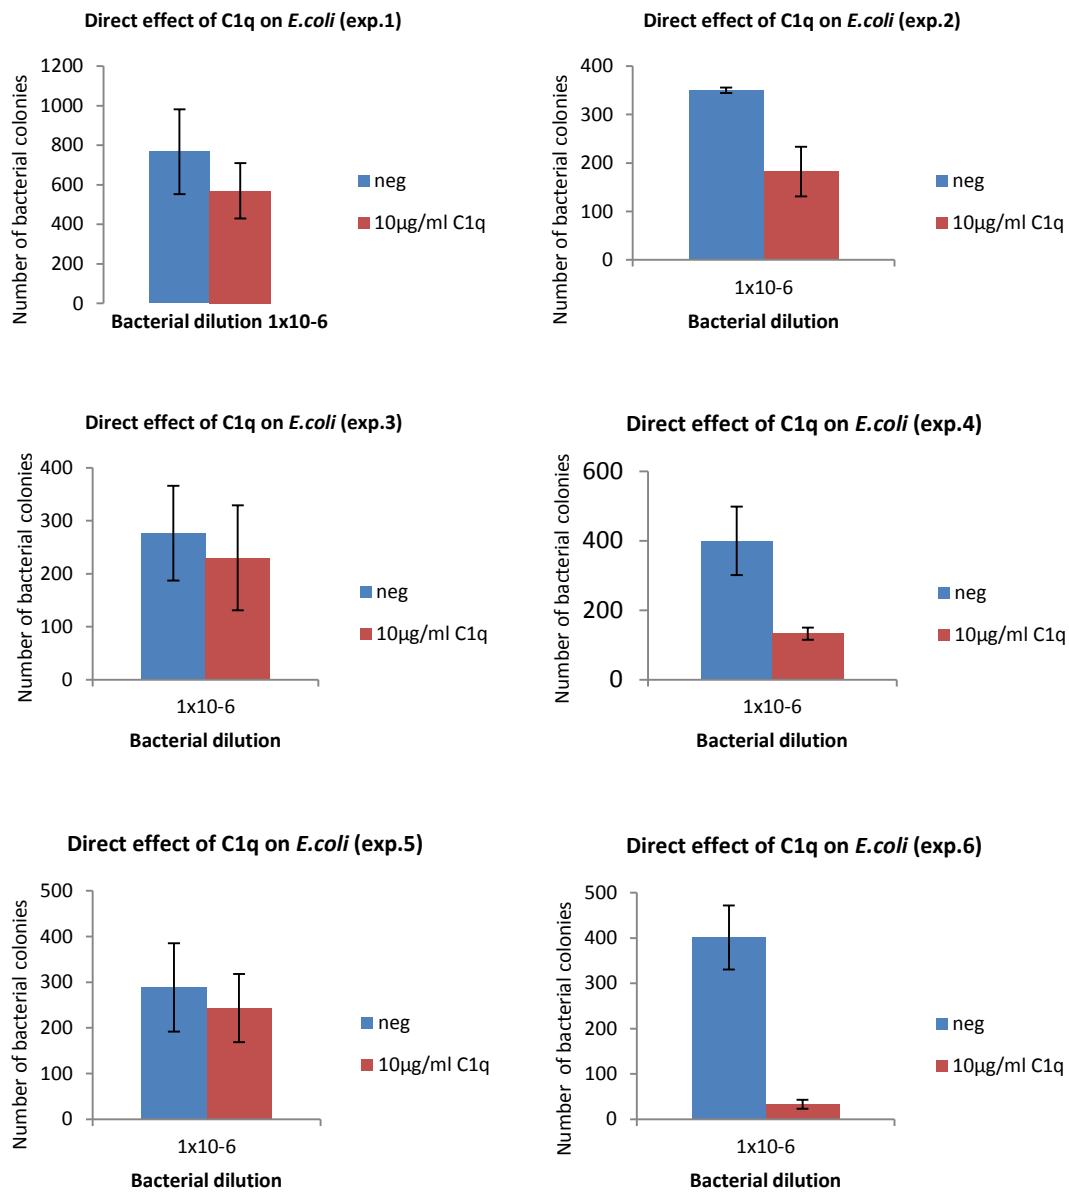 Direct effect of C1q on E.coli (exp.1)
Number of bacterial colonies
1200
1000
800
600
400
200
0
Bacterial dilution 1x10-6
neg
10µg/ml C1q
Direct effect of C1q on E.coli (exp.2)
Number of bacterial colonies
400
300
200
100
0
1x10-6
Bacterial dilution
neg
10µg/ml C1q
Direct effect of C1q on E.coli (exp.3)
Number of bacterial colonies
400
300
200
100
0
1x10-6
Bacterial dilution
neg
10µg/ml C1q
Direct effect of C1q on E.coli (exp.4)
Number of bacterial colonies
600
400
200
0
1x10-6
Bacterial dilution
neg
10µg/ml C1q
Direct effect of C1q on E.coli (exp.5)
Number of bacterial colonies
500
400
300
200
100
0
1x10-6
Bacterial dilution
neg
10µg/ml C1q
Direct effect of C1q on E.coli (exp.6)
Number of bacterial colonies
500
400
300
200
100
0
1x10-6
Bacterial dilution
neg
10µg/ml C1q